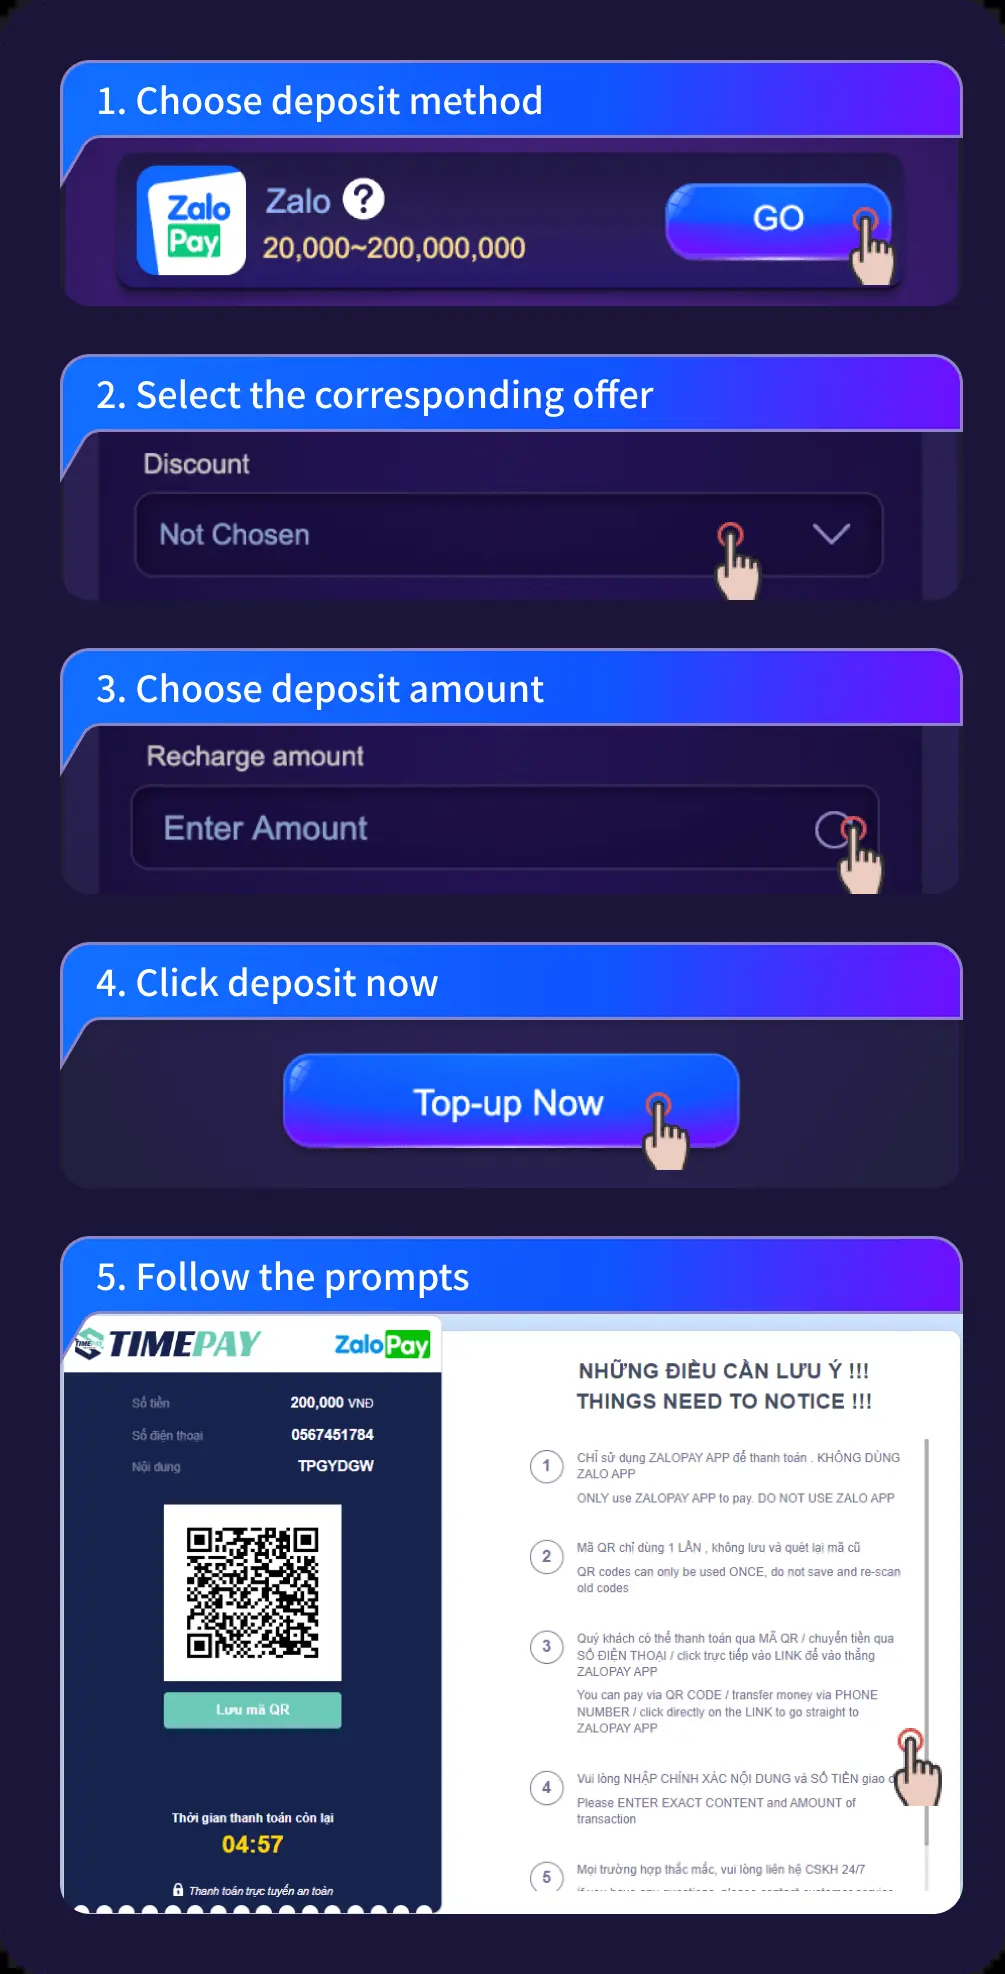 1. Choose deposit method
Zalo
Pay
Zalo ?
20,000~200,000,000
GO
2. Select the corresponding offer
Discount
Not Chosen
3. Choose deposit amount
Recharge amount
Enter Amount
4. Click deposit now
Top-up Now
5. Follow the prompts
TIMEPAY
ZaloPay
Số tiền
200,000 VNĐ
Số điện thoại
0567451784
Nội dung
TPGYDGW
Lưu mã QR
Thời gian thanh toán còn lại
04:57
Thanh toán trực tuyến an toàn
NHỮNG ĐIỀU CẦN LƯU Ý !!!
THINGS NEED TO NOTICE !!!
1
CHỈ sử dụng ZALOPAY APP để thanh toán . KHÔNG DÙNG
ZALO APP
ONLY use ZALOPAY APP to pay. DO NOT USE ZALO APP
2
Mã QR chỉ dùng 1 LẦN , không lưu và quét lại mã cũ
QR codes can only be used ONCE, do not save and re-scan
old codes
3
Quý khách có thể thanh toán qua MÃ QR / chuyển tiền qua
SỐ ĐIỆN THOẠI / click trực tiếp vào LINK để vào thẳng
ZALOPAY APP
You can pay via QR CODE / transfer money via PHONE
NUMBER / click directly on the LINK to go straight to
ZALOPAY APP
4
Vui lòng NHẬP CHÍNH XÁC NỘI DUNG và SỐ TIỀN giao
Please ENTER EXACT CONTENT and AMOUNT of
transaction
5
Mọi trường hợp thắc mắc, vui lòng liên hệ CSKH 24/7
If you have any questions, please contact customer service